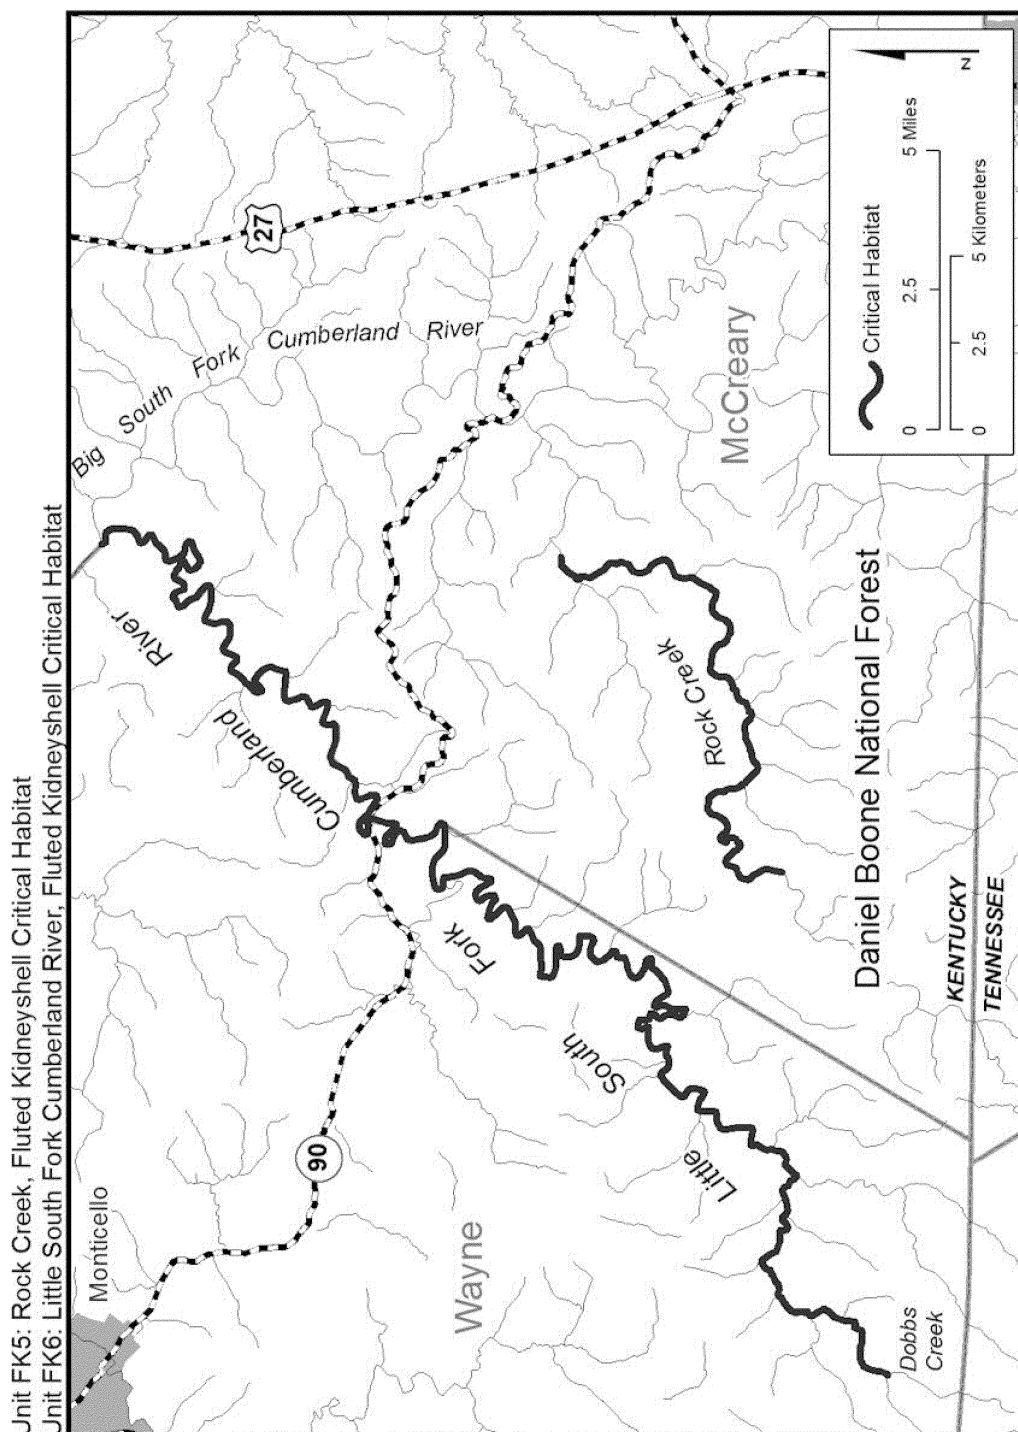 Unit FK5: Rock Creek, Fluted Kidneyshell Critical Habitat
Unit FK6: Little South Fork Cumberland River, Fluted Kidneyshell Critical Habitat
Monticello
90
Wayne
Dobbs
Creek
Little
South
Fork
Cumberland
River
Big South Fork Cumberland River
27
Rock Creek
McCreary
Daniel Boone National Forest
KENTUCKY
TENNESSEE
Critical Habitat
0 2.5 5 Miles
0 2.5 5 Kilometers
N